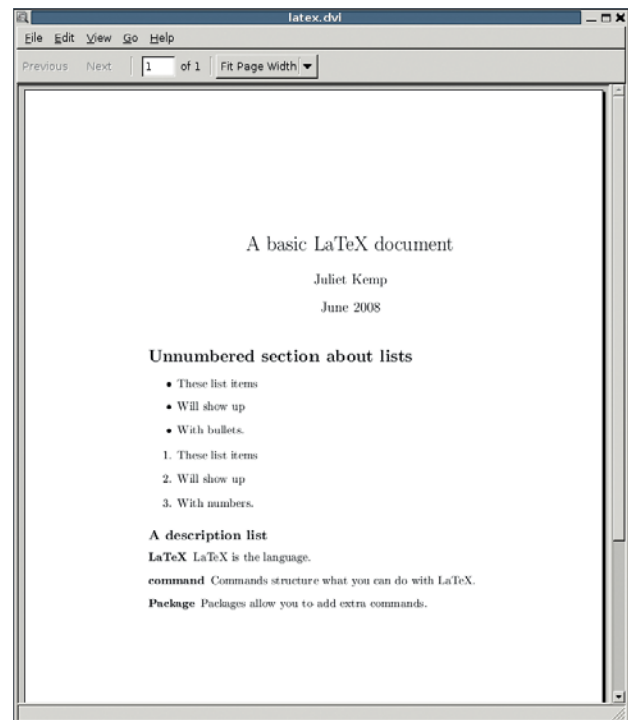 latex.dvi
File Edit View Go Help
Previous Next 1 of 1 Fit Page Width
A basic LaTeX document
Juliet Kemp
June 2008
Unnumbered section about lists
• These list items
• Will show up
• With bullets.
1. These list items
2. Will show up
3. With numbers.
A description list
LaTeX LaTeX is the language.
command Commands structure what you can do with LaTeX.
Package Packages allow you to add extra commands.